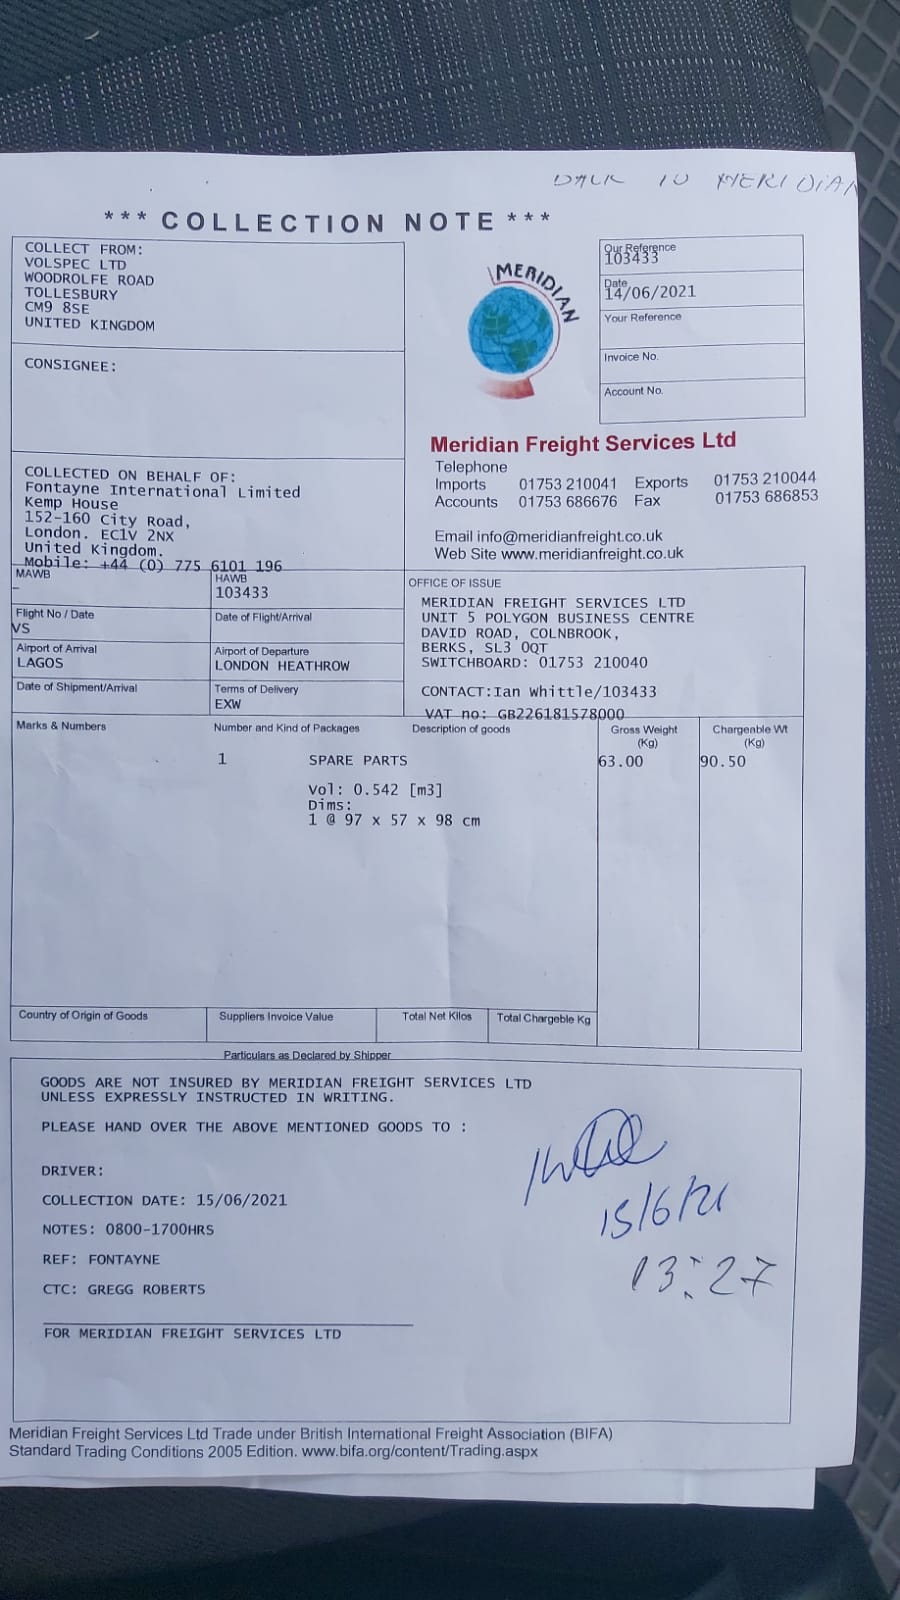 BACK TO MERIDIAN
*** COLLECTION NOTE ***
COLLECT FROM:
VOLSPEC LTD
WOODROLFE ROAD
TOLLESBURY
CM9 8SE
UNITED KINGDOM
CONSIGNEE:
COLLECTED ON BEHALF OF:
Fontayne International Limited
Kemp House
152-160 City Road,
London. EC1V 2NX
United Kingdom.
Mobile: +44 (0) 775 6101 196
MERIDIAN
Our Reference
103433
Date
14/06/2021
Your Reference
Invoice No.
Account No.
Meridian Freight Services Ltd
Telephone
Imports 01753 210041 Exports 01753 210044
Accounts 01753 686676 Fax 01753 686853
Email info@meridianfreight.co.uk
Web Site www.meridianfreight.co.uk
MAWB
–
HAWB
103433
Flight No / Date
VS
Date of Flight/Arrival
Airport of Arrival
LAGOS
Airport of Departure
LONDON HEATHROW
Date of Shipment/Arrival
Terms of Delivery
EXW
OFFICE OF ISSUE
MERIDIAN FREIGHT SERVICES LTD
UNIT 5 POLYGON BUSINESS CENTRE
DAVID ROAD, COLNBROOK,
BERKS, SL3 0QT
SWITCHBOARD: 01753 210040
CONTACT:Ian Whittle/103433
VAT no: GB226181578000
Marks & Numbers
Number and Kind of Packages
Description of goods
Gross Weight
(Kg)
Chargeable Wt
(Kg)
1 SPARE PARTS 63.00 90.50
Vol: 0.542 [m3]
Dims:
1 @ 97 x 57 x 98 cm
Country of Origin of Goods
Suppliers Invoice Value
Total Net Kilos
Total Chargeble Kg
Particulars as Declared by Shipper
GOODS ARE NOT INSURED BY MERIDIAN FREIGHT SERVICES LTD
UNLESS EXPRESSLY INSTRUCTED IN WRITING.
PLEASE HAND OVER THE ABOVE MENTIONED GOODS TO :
DRIVER:
COLLECTION DATE: 15/06/2021
NOTES: 0800-1700HRS
REF: FONTAYNE
CTC: GREGG ROBERTS
15/6/21
13:27
FOR MERIDIAN FREIGHT SERVICES LTD
Meridian Freight Services Ltd Trade under British International Freight Association (BIFA)
Standard Trading Conditions 2005 Edition. www.bifa.org/content/Trading.aspx